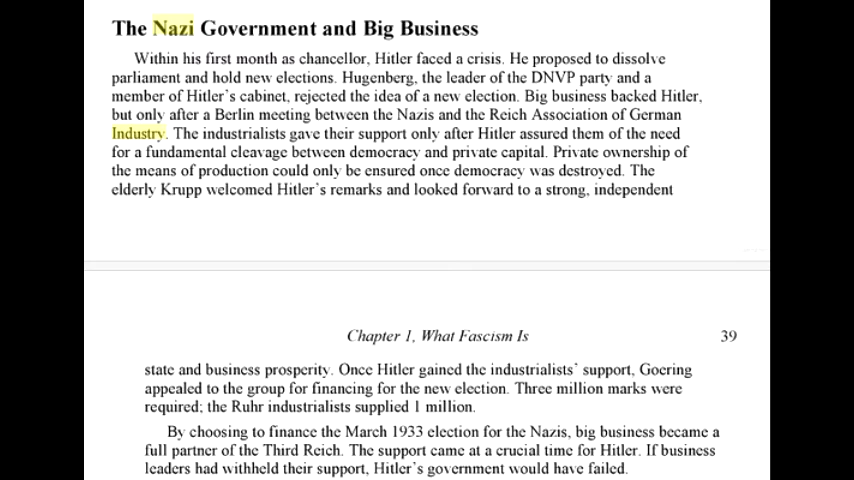 The Nazi Government and Big Business
Within his first month as chancellor, Hitler faced a crisis. He proposed to dissolve
parliament and hold new elections. Hugenberg, the leader of the DNVP party and a
member of Hitler's cabinet, rejected the idea of a new election. Big business backed Hitler,
but only after a Berlin meeting between the Nazis and the Reich Association of German
Industry. The industrialists gave their support only after Hitler assured them of the need
for a fundamental cleavage between democracy and private capital. Private ownership of
the means of production could only be ensured once democracy was destroyed. The
elderly Krupp welcomed Hitler's remarks and looked forward to a strong, independent
Chapter 1, What Fascism Is 39
state and business prosperity. Once Hitler gained the industrialists' support, Goering
appealed to the group for financing for the new election. Three million marks were
required; the Ruhr industrialists supplied 1 million.
By choosing to finance the March 1933 election for the Nazis, big business became a
full partner of the Third Reich. The support came at a crucial time for Hitler. If business
leaders had withheld their support, Hitler's government would have failed.